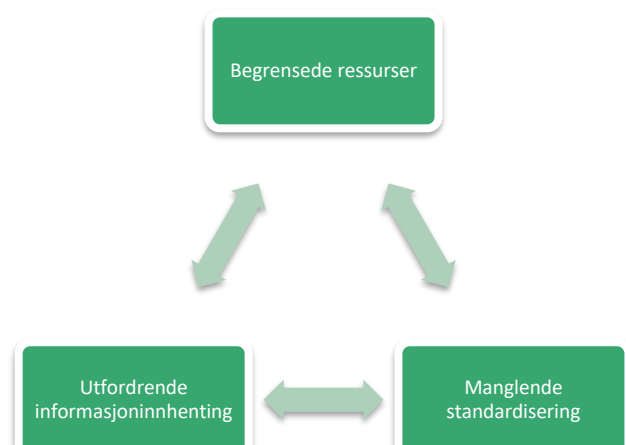 Begrensede ressurser
Utfordrende
informasjoninnhenting
Manglende
standardisering